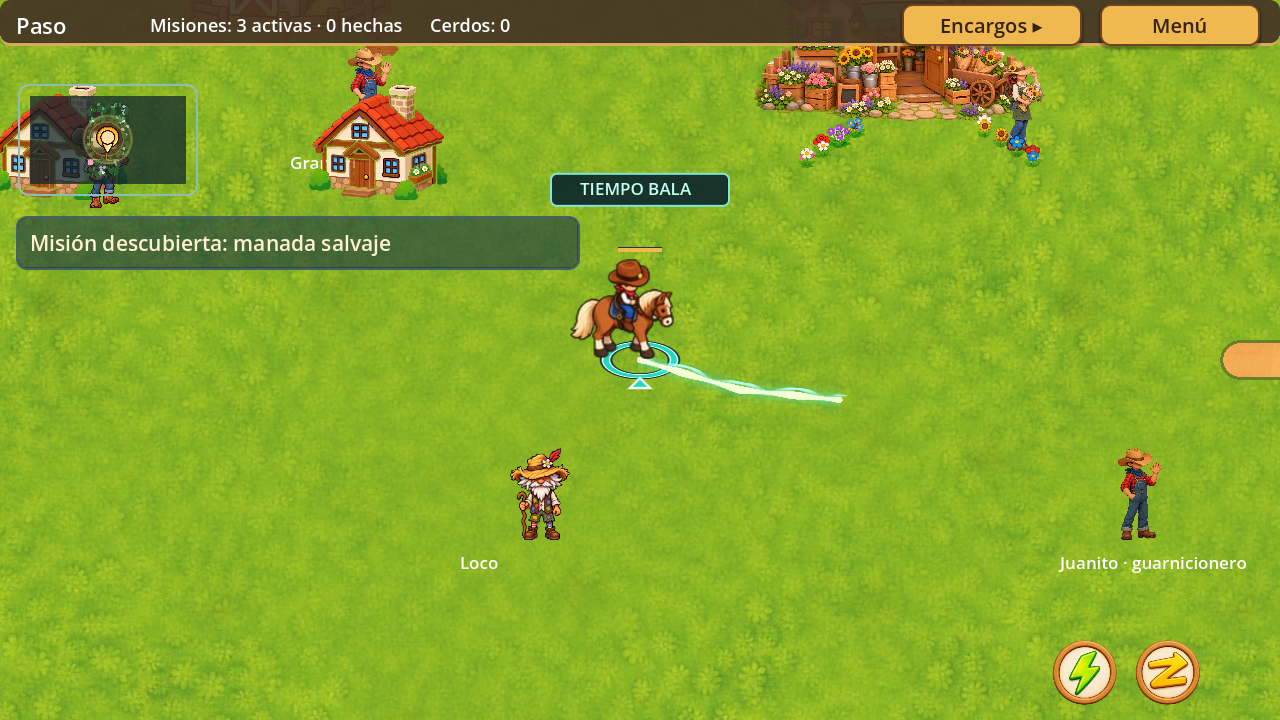 Paso
Misiones: 3 activas · 0 hechas
Cerdos: 0
Encargos ▸
Menú
TIEMPO BALA
Misión descubierta: manada salvaje
Loco
Juanito · guarnicionero